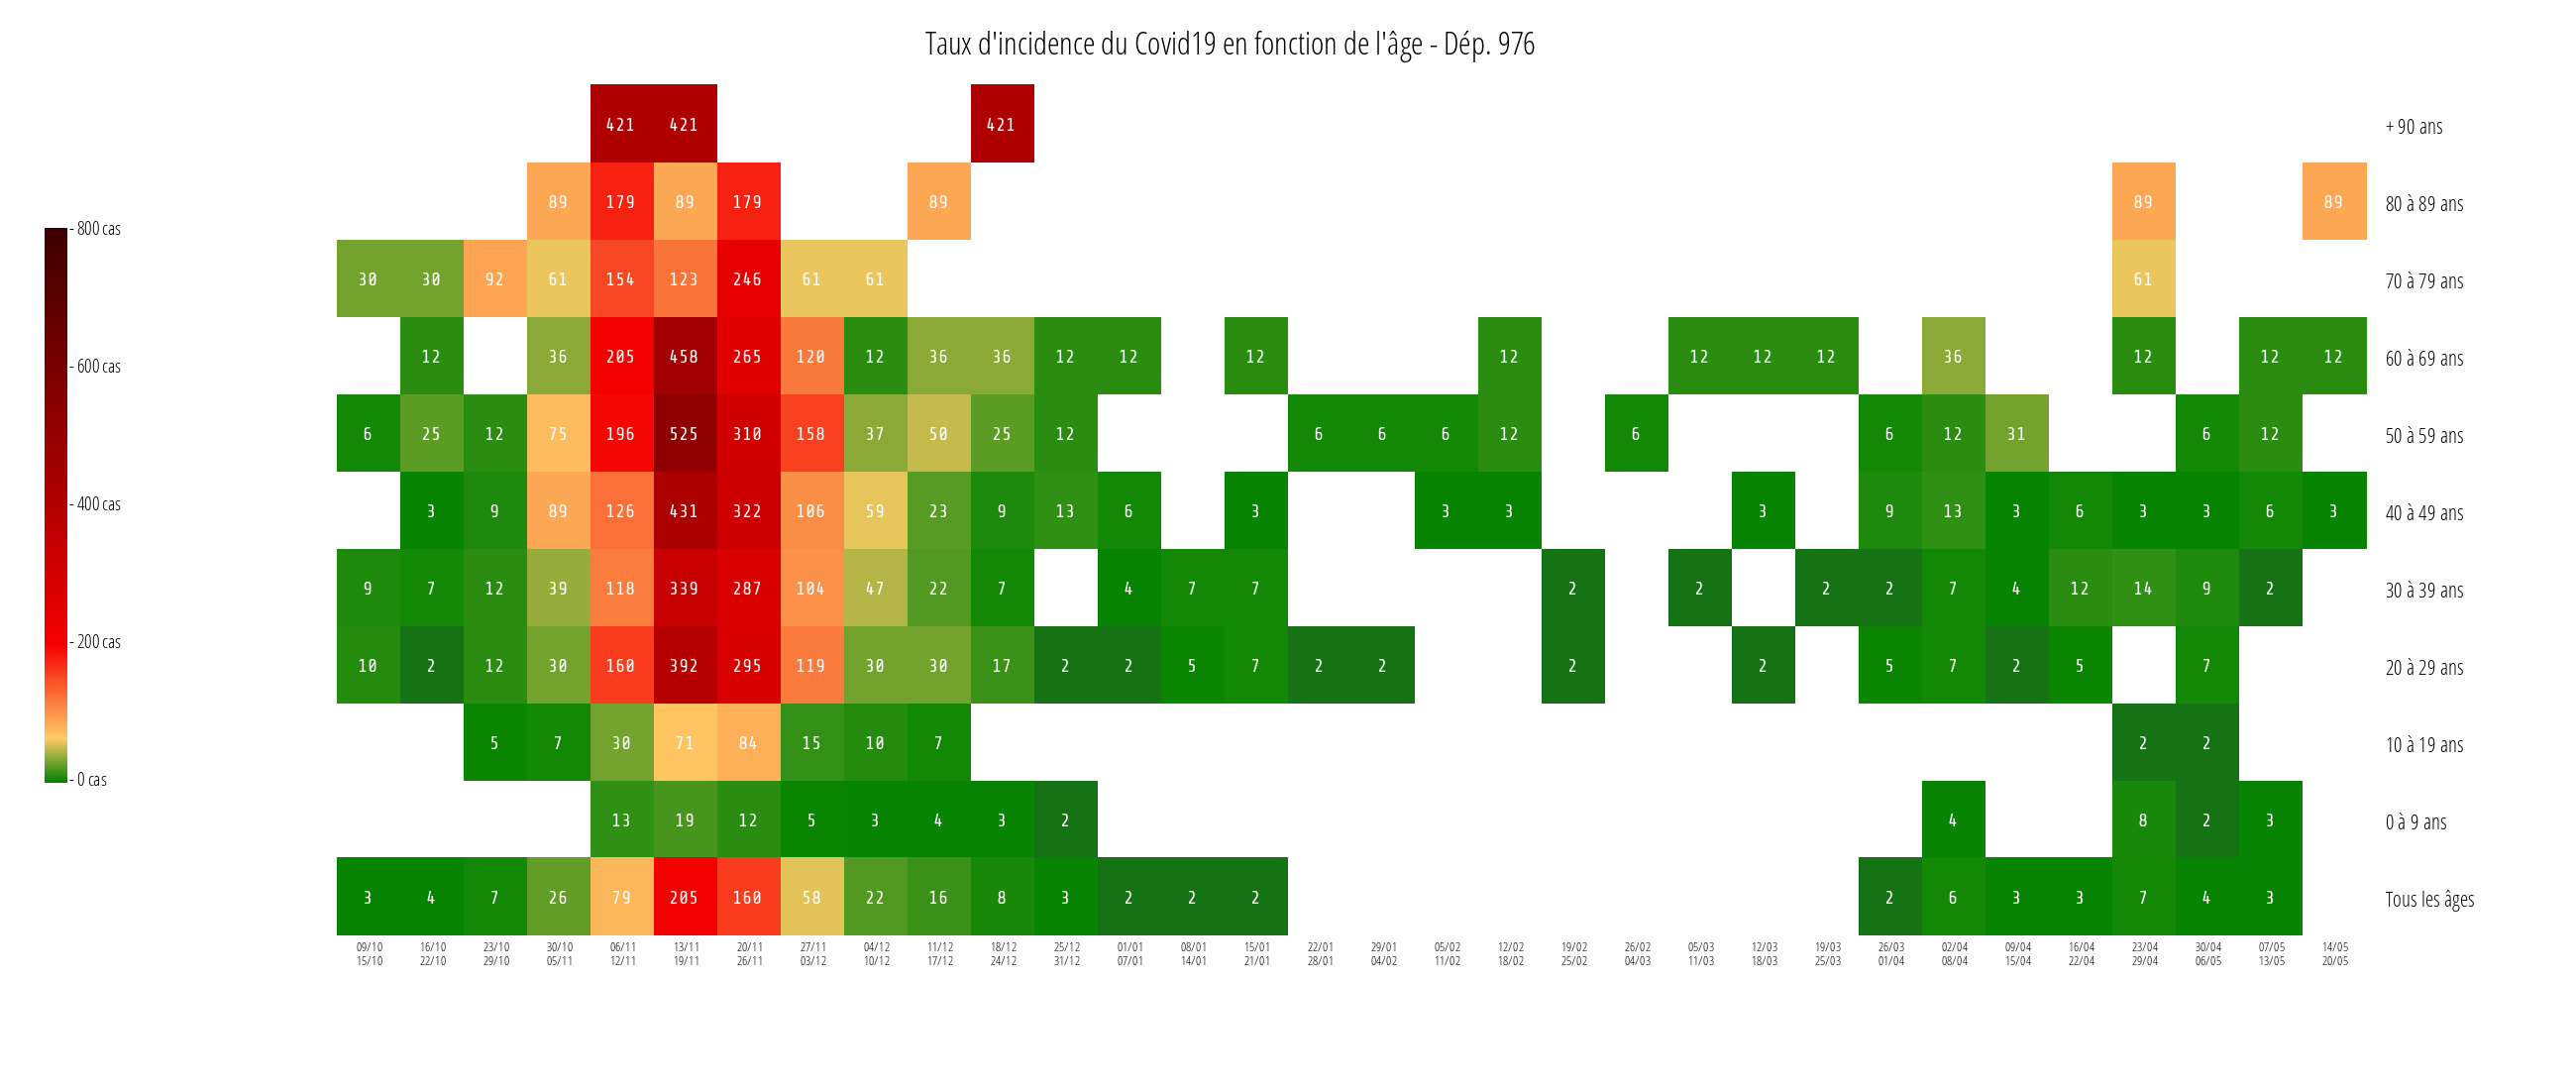 Taux d'incidence du Covid19 en fonction de l'âge - Dép. 976
- 800 cas
- 600 cas
- 400 cas
- 200 cas
- 0 cas
421 421 421 + 90 ans
89 179 89 179 89 89 89 80 à 89 ans
30 30 92 61 154 123 246 61 61 61 70 à 79 ans
12 36 205 458 265 120 12 36 36 12 12 12 12 12 12 12 36 12 12 12 60 à 69 ans
6 25 12 75 196 525 310 158 37 50 25 12 6 6 6 12 6 6 12 31 6 12 50 à 59 ans
3 9 89 126 431 322 106 59 23 9 13 6 3 3 3 3 9 13 3 6 3 3 6 3 40 à 49 ans
9 7 12 39 118 339 287 104 47 22 7 4 7 7 2 2 2 2 7 4 12 14 9 2 30 à 39 ans
10 2 12 30 160 392 295 119 30 30 17 2 2 5 7 2 2 2 2 5 7 2 5 7 20 à 29 ans
5 7 30 71 84 15 10 7 2 2 10 à 19 ans
13 19 12 5 3 4 3 2 4 8 2 3 0 à 9 ans
3 4 7 26 79 205 160 58 22 16 8 3 2 2 2 2 6 3 3 7 4 3 Tous les âges
09/10 16/10 23/10 30/10 06/11 13/11 20/11 27/11 04/12 11/12 18/12 25/12 01/01 08/01 15/01 22/01 29/01 05/02 12/02 19/02 26/02 05/03 12/03 19/03 26/03 02/04 09/04 16/04 23/04 30/04 07/05 14/05
15/10 22/10 29/10 05/11 12/11 19/11 26/11 03/12 10/12 17/12 24/12 31/12 07/01 14/01 21/01 28/01 04/02 11/02 18/02 25/02 04/03 11/03 18/03 25/03 01/04 08/04 15/04 22/04 29/04 06/05 13/05 20/05